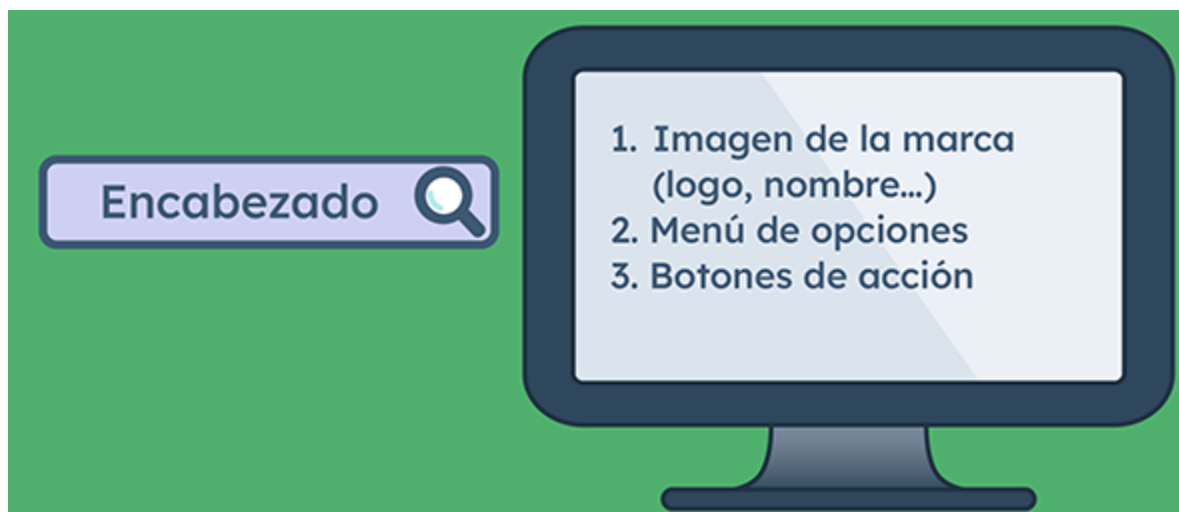 Encabezado
1. Imagen de la marca
(logo, nombre...)
2. Menú de opciones
3. Botones de acción